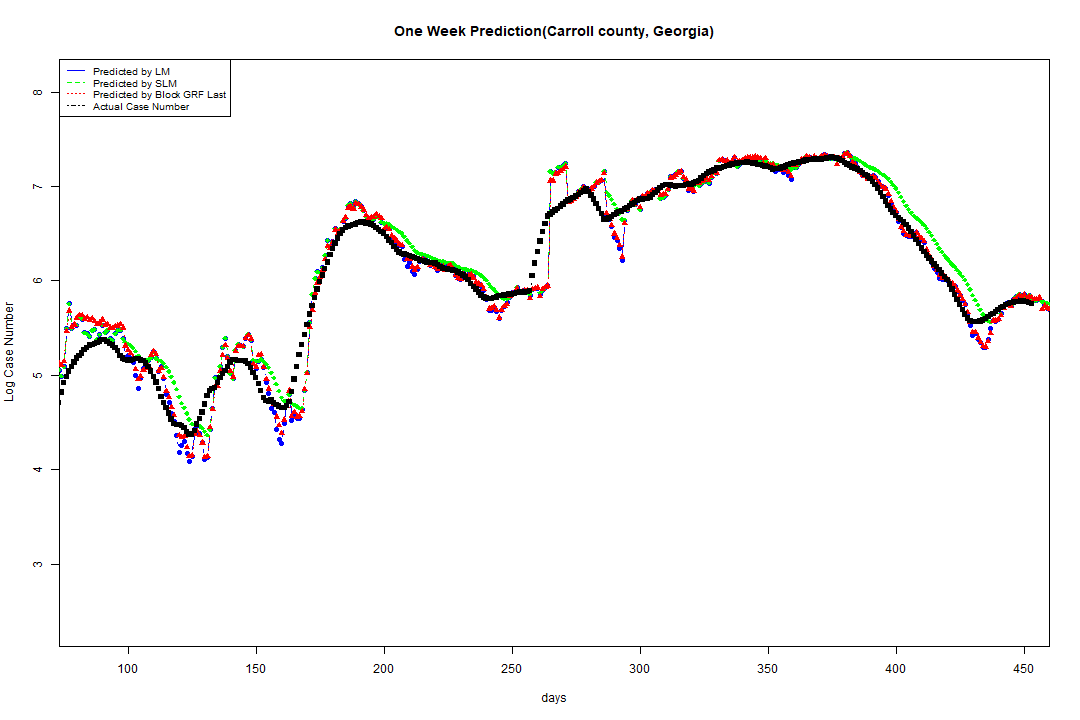 One Week Prediction(Carroll county, Georgia)
Predicted by LM
Predicted by SLM
Predicted by Block GRF Last
Actual Case Number
8
7
6
5
4
3
Log Case Number
100 150 200 250 300 350 400 450
days